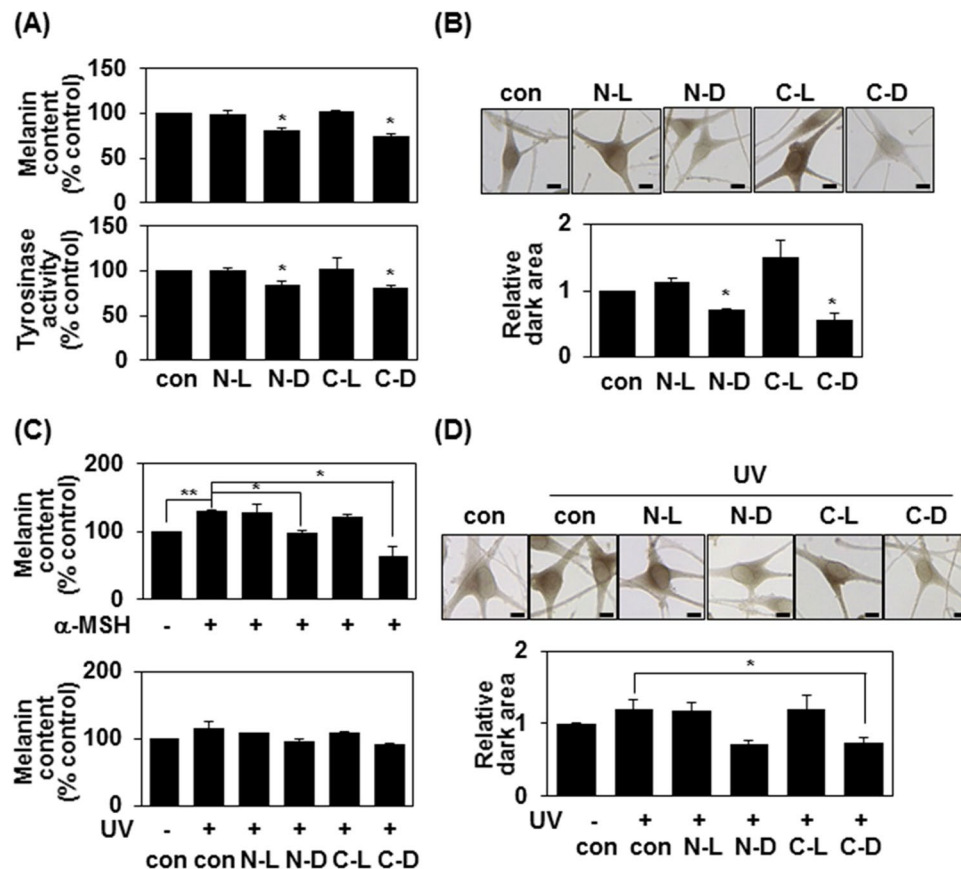 (A)
Melanin
content
(% control)
150
100
50
0
*
*
Tyrosinase
activity
(% control)
150
100
50
0
*
*
con N-L N-D C-L C-D
(B)
con N-L N-D C-L C-D
Relative
dark area
2
1
0
*
*
con N-L N-D C-L C-D
(C)
Melanin
content
(% control)
200
100
0
**
*
*
α-MSH - + + + + +
Melanin
content
(% control)
200
100
0
UV - + + + + +
con con N-L N-D C-L C-D
(D)
UV
con con N-L N-D C-L C-D
Relative
dark area
2
1
0
*
UV - + + + + +
con con N-L N-D C-L C-D